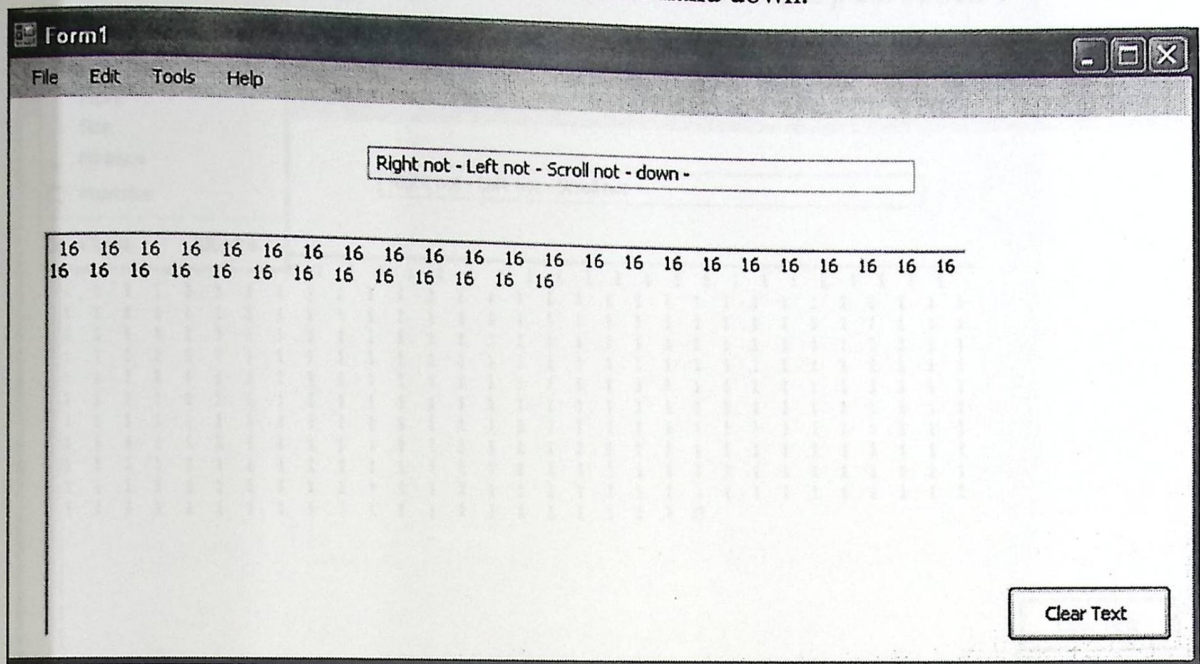 down.
Form1
File Edit Tools Help
Right not - Left not - Scroll not - down -
16 16 16 16 16 16 16 16 16 16 16 16 16 16 16 16 16 16 16 16 16 16 16
16 16 16 16 16 16 16 16 16 16 16 16 16
Clear Text